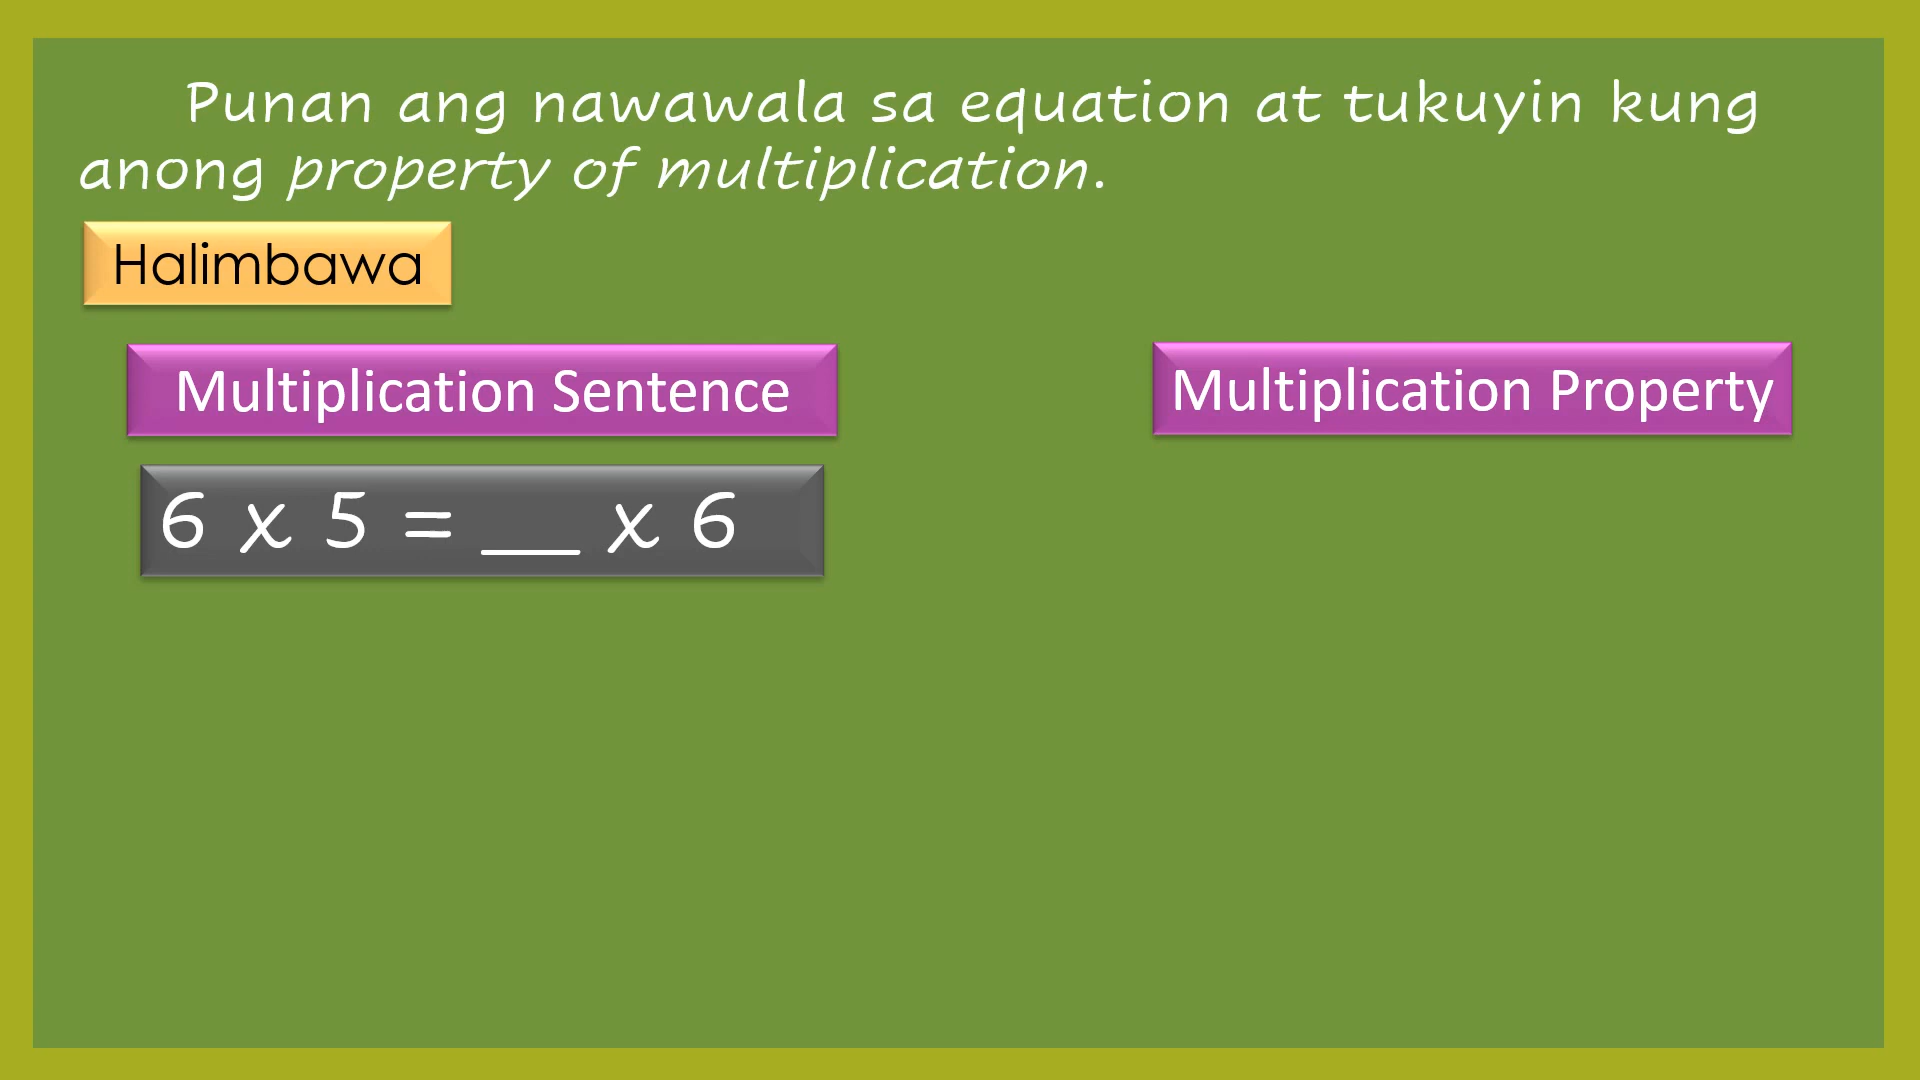 Punan ang nawawala sa equation at tukuyin kung
anong property of multiplication.
Halimbawa
Multiplication Sentence
Multiplication Property
6 x 5 = __ x 6